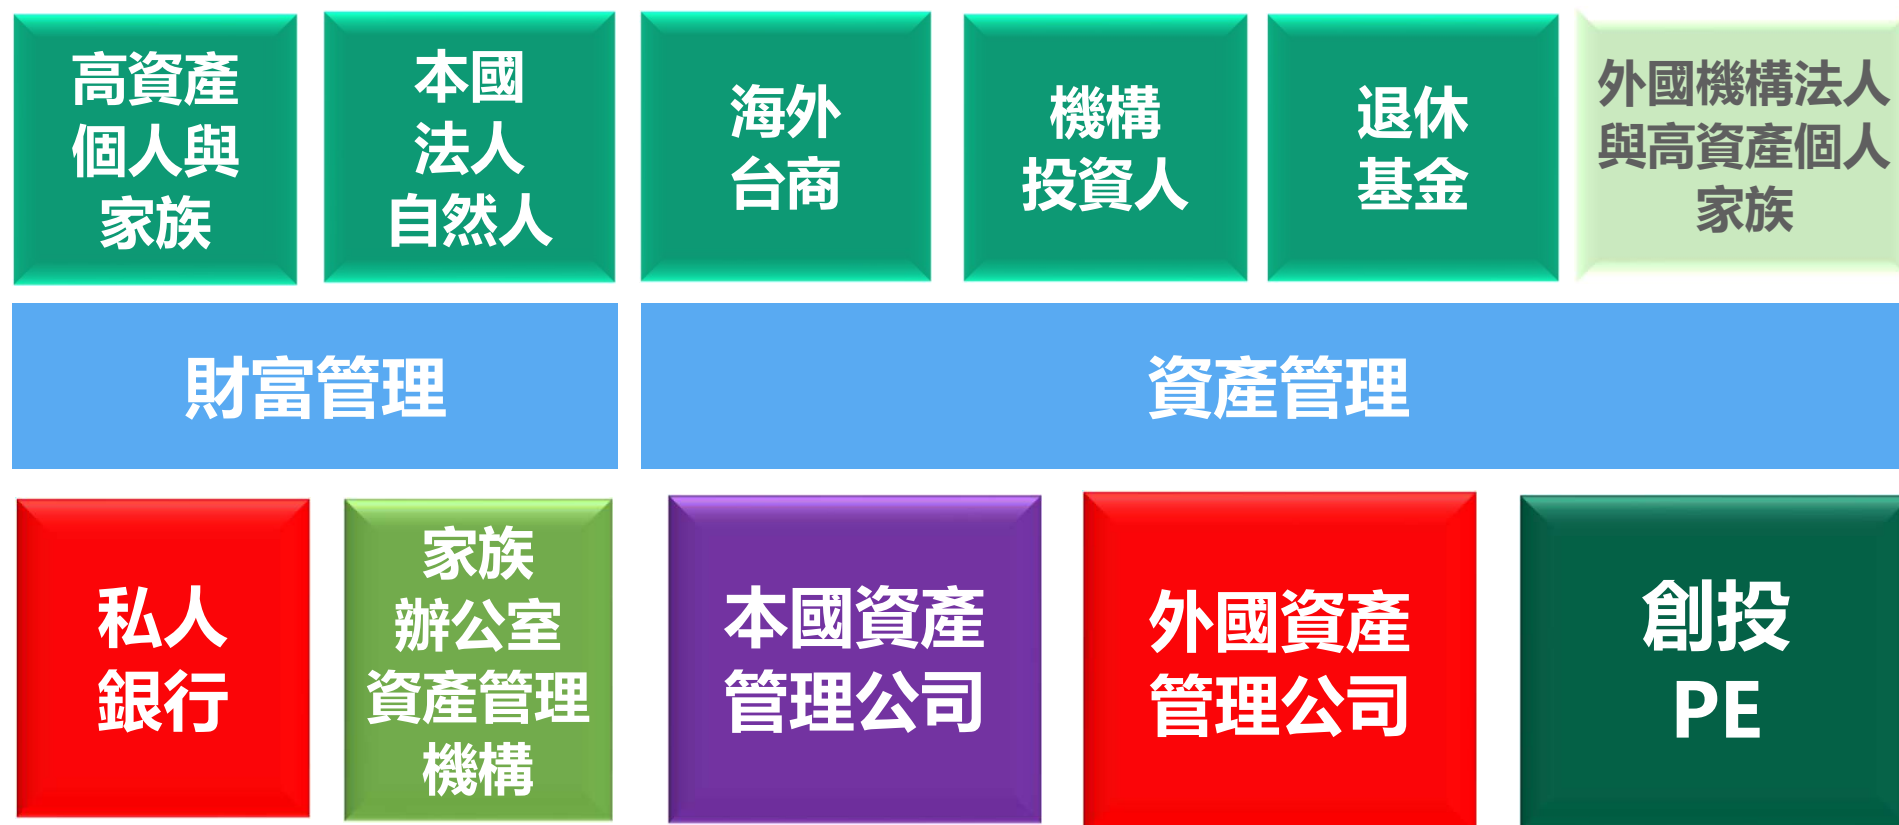 高資產
個人與
家族
本國
法人
自然人
海外
台商
機構
投資人
退休
基金
外國機構法人
與高資產個人
家族
財富管理
資產管理
私人
銀行
家族
辦公室
資產管理
機構
本國資產
管理公司
外國資產
管理公司
創投
PE